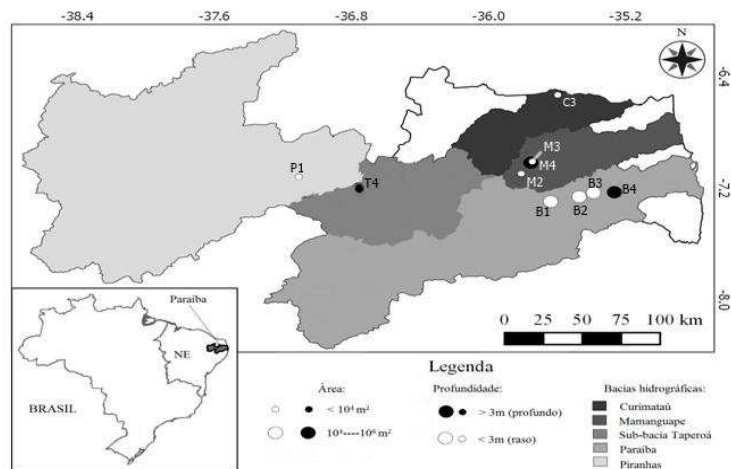 -38.4 -37.6 -36.8 -36.0 -35.2
N
-6.4
C3
M3
M4
P1
T4
M2
B3
B4
-7.2
B1
B2
-8.0
0 25 50 75 100 km
Paraíba
NE
BRASIL
Legenda
Área:
< 10⁴ m²
10⁴----10⁶ m²
Profundidade:
> 3m (profundo)
< 3m (raso)
Bacias hidrográficas:
Curimataú
Mamanguape
Sub-bacia Taperoá
Paraíba
Piranhas